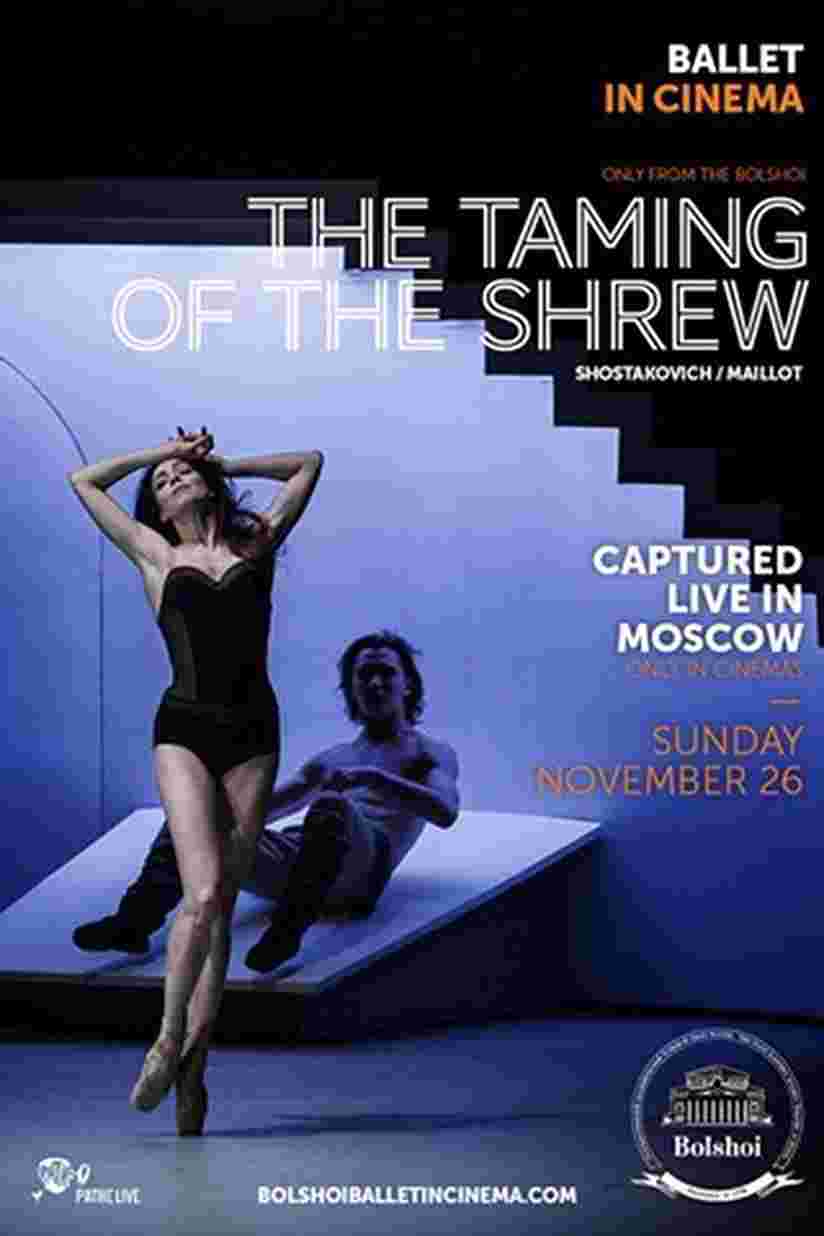 BALLET
IN CINEMA
ONLY FROM THE BOLSHOI
THE TAMING
OF THE SHREW
SHOSTAKOVICH / MAILLOT
CAPTURED
LIVE IN
MOSCOW
ONLY IN CINEMAS
SUNDAY
NOVEMBER 26
Bolshoi
PATHE LIVE
BOLSHOIBALLETINCINEMA.COM